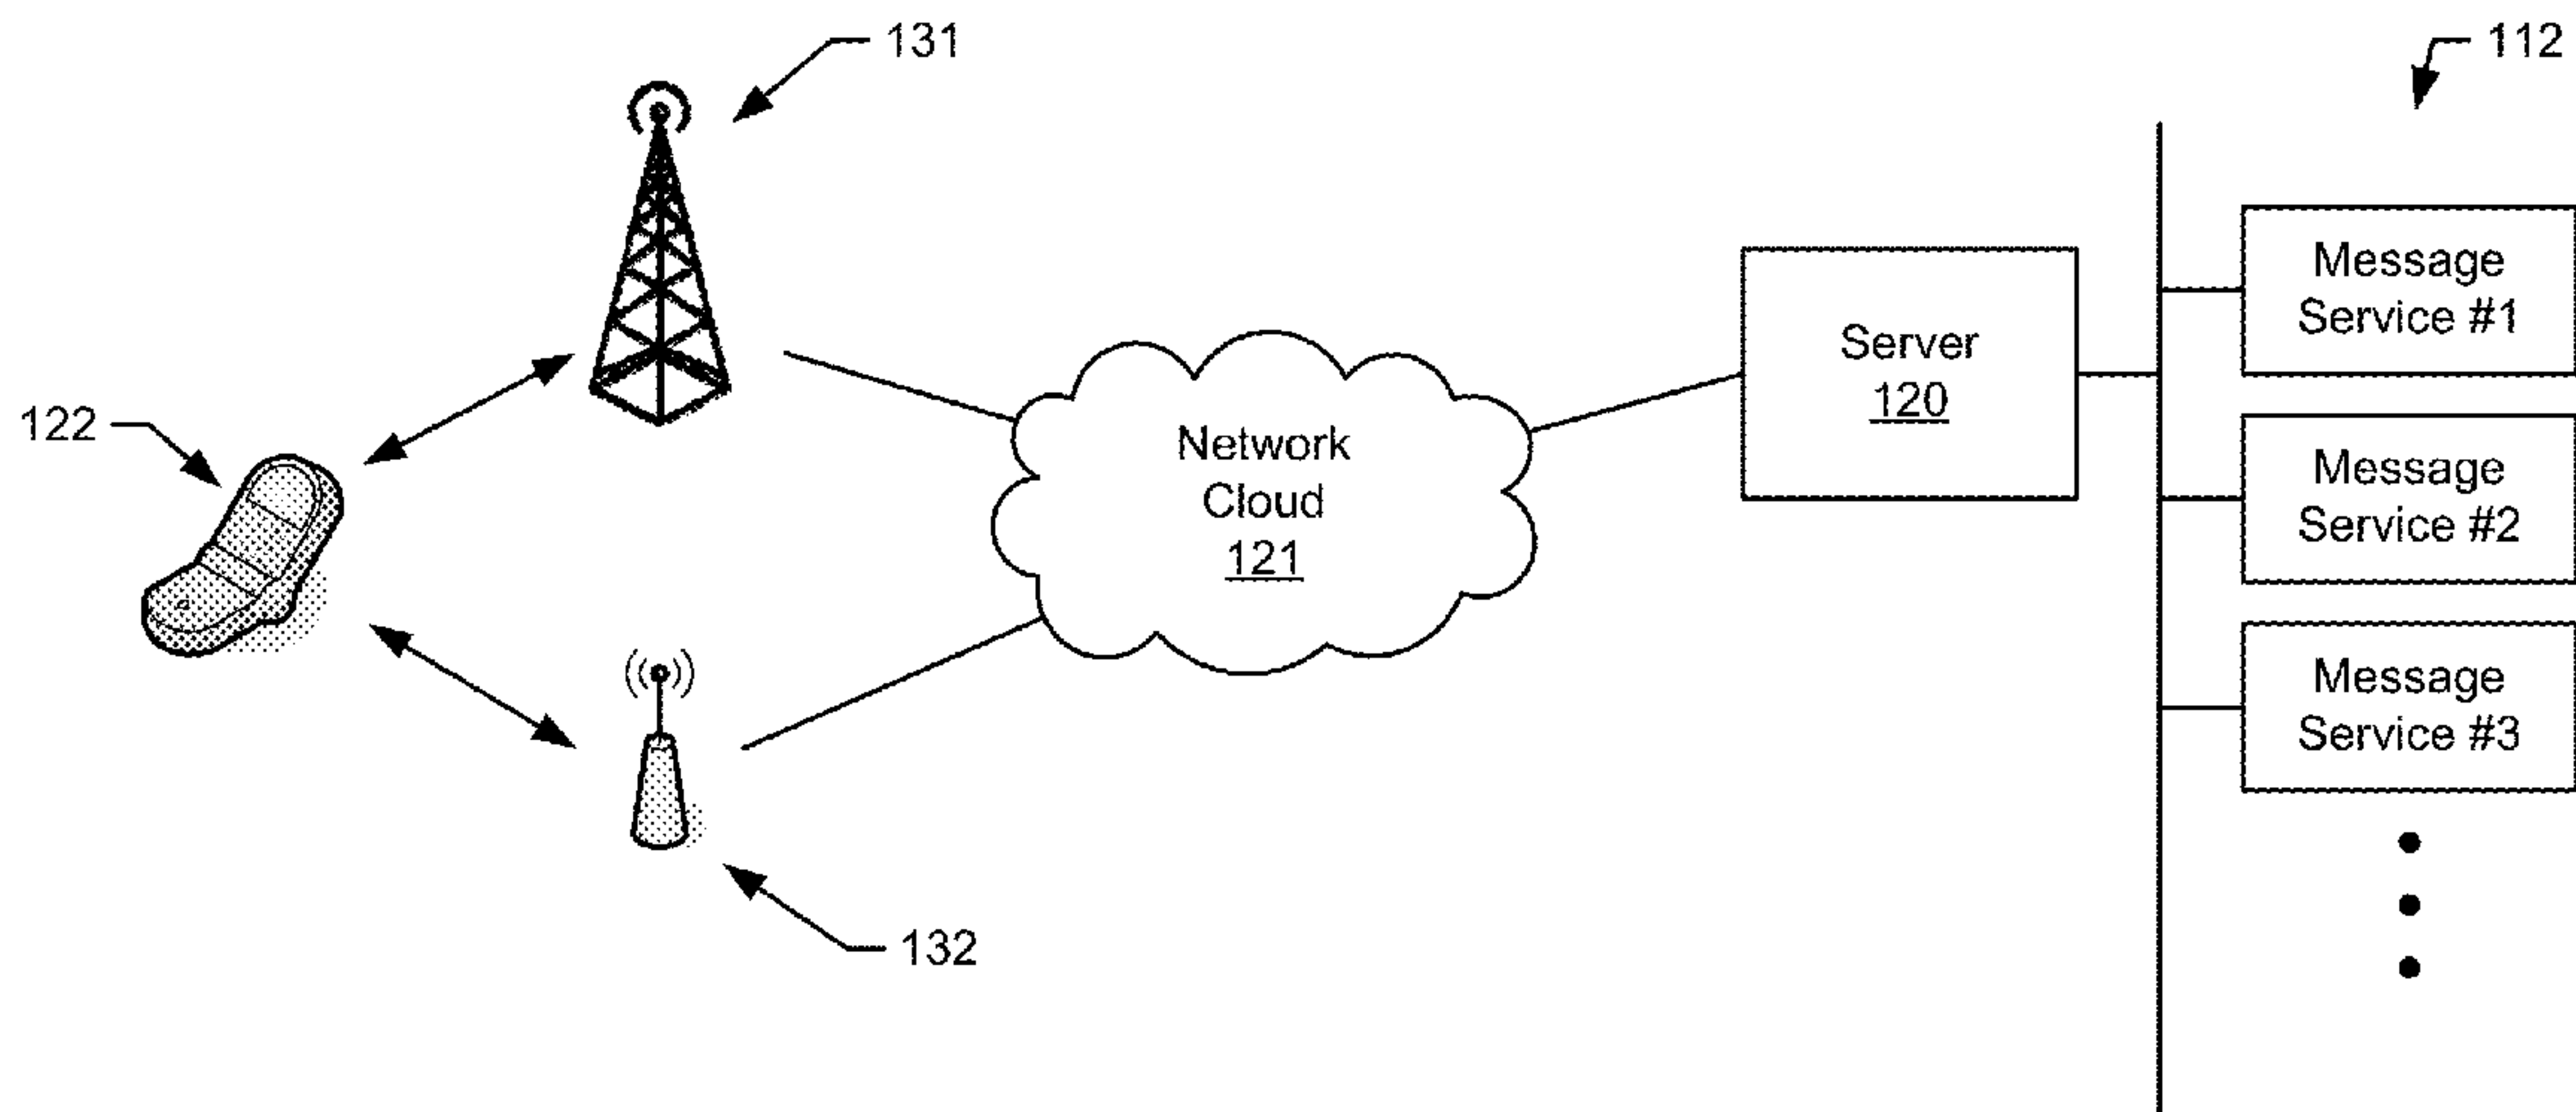 131
112
Message
Service #1
Server
120
122
Network
Cloud
121
Message
Service #2
Message
Service #3
132